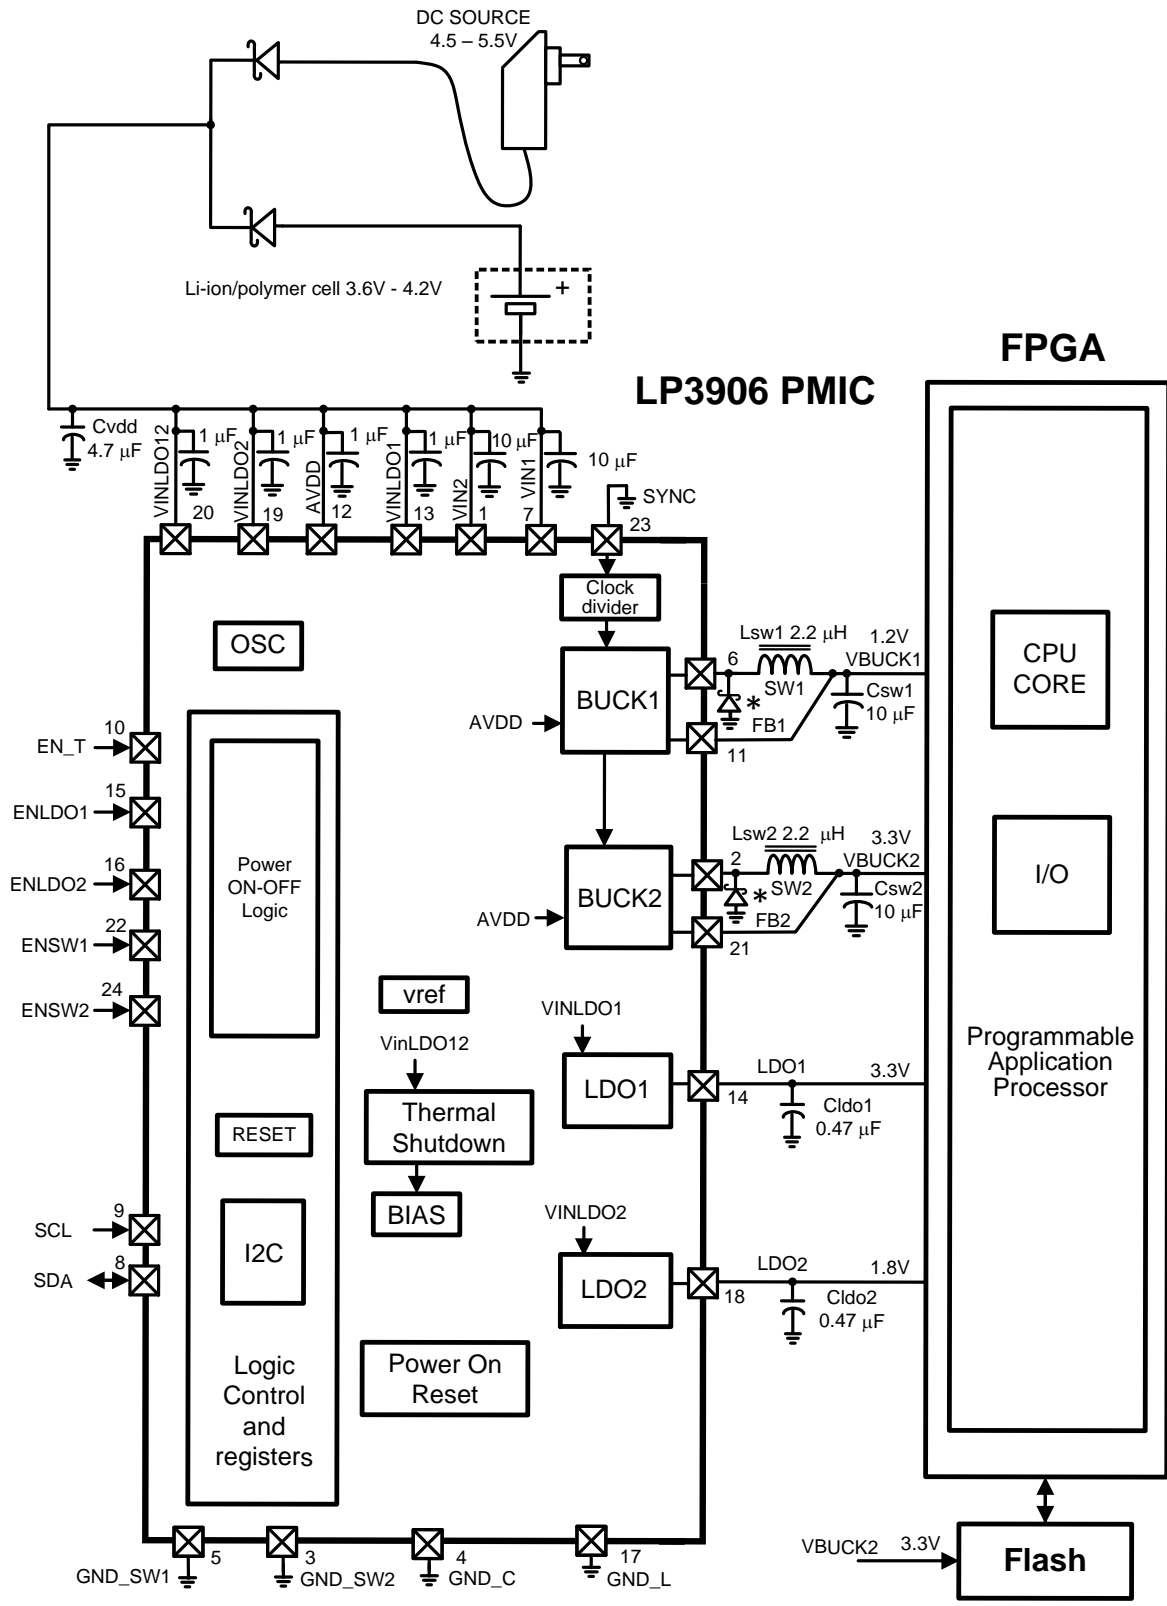 DC SOURCE
4.5 – 5.5V
Li-ion/polymer cell 3.6V - 4.2V
+
FPGA
LP3906 PMIC
Cvdd
4.7 µF
VINLDO12
1 µF
VINLDO2
1 µF
AVDD
1 µF
VINLDO1
1 µF
VIN2
10 µF
VIN1
10 µF
SYNC
20
19
12
13
1
7
23
Clock
divider
OSC
BUCK1
AVDD
6
Lsw1 2.2 µH
SW1
1.2V
VBUCK1
*
FB1
11
Csw1
10 µF
CPU
CORE
10
EN_T
15
ENLDO1
16
ENLDO2
22
ENSW1
24
ENSW2
Power
ON-OFF
Logic
BUCK2
AVDD
2
Lsw2 2.2 µH
SW2
3.3V
VBUCK2
*
FB2
21
Csw2
10 µF
I/O
vref
VinLDO12
Thermal
Shutdown
BIAS
VINLDO1
LDO1
14
LDO1
3.3V
Cldo1
0.47 µF
Programmable
Application
Processor
RESET
9
SCL
8
SDA
I2C
VINLDO2
LDO2
18
LDO2
1.8V
Cldo2
0.47 µF
Power On
Reset
Logic
Control
and
registers
5
GND_SW1
3
GND_SW2
4
GND_C
17
GND_L
VBUCK2 3.3V
Flash